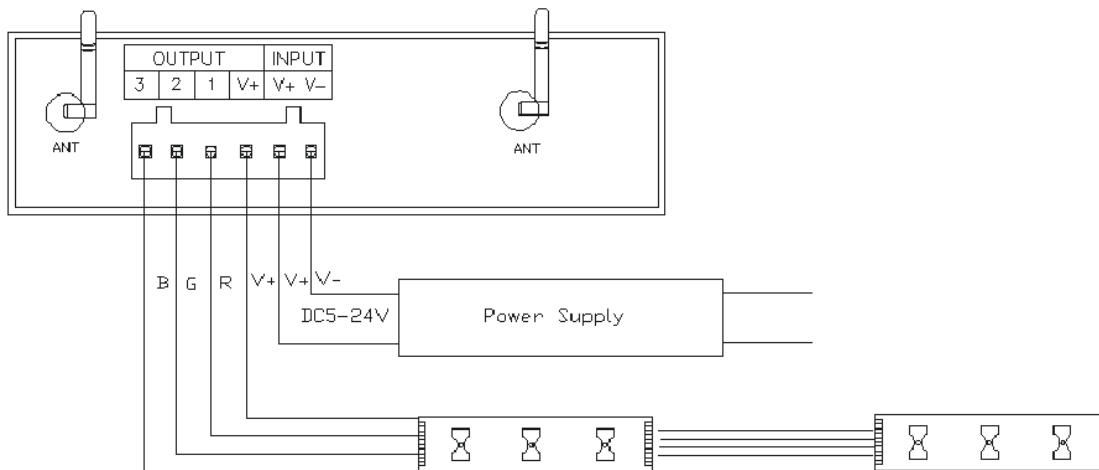 OUTPUT INPUT
3 2 1 V+ V+ V-
ANT
ANT
B G R V+ V+ V-
DC5-24V
Power Supply